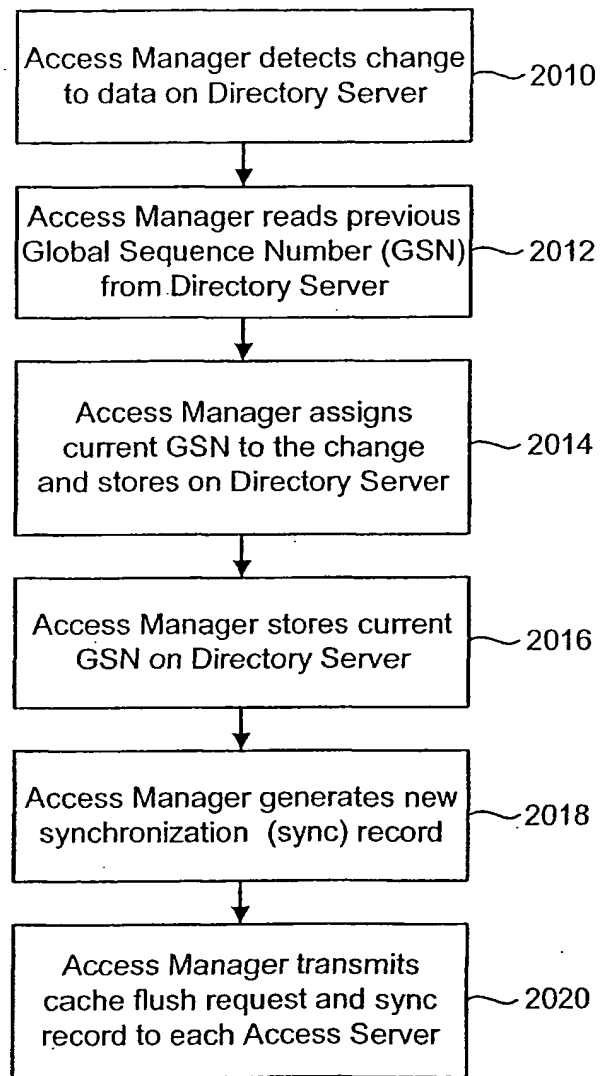 Access Manager detects change
to data on Directory Server
2010
Access Manager reads previous
Global Sequence Number (GSN)
from Directory Server
2012
Access Manager assigns
current GSN to the change
and stores on Directory Server
2014
Access Manager stores current
GSN on Directory Server
2016
Access Manager generates new
synchronization (sync) record
2018
Access Manager transmits
cache flush request and sync
record to each Access Server
2020